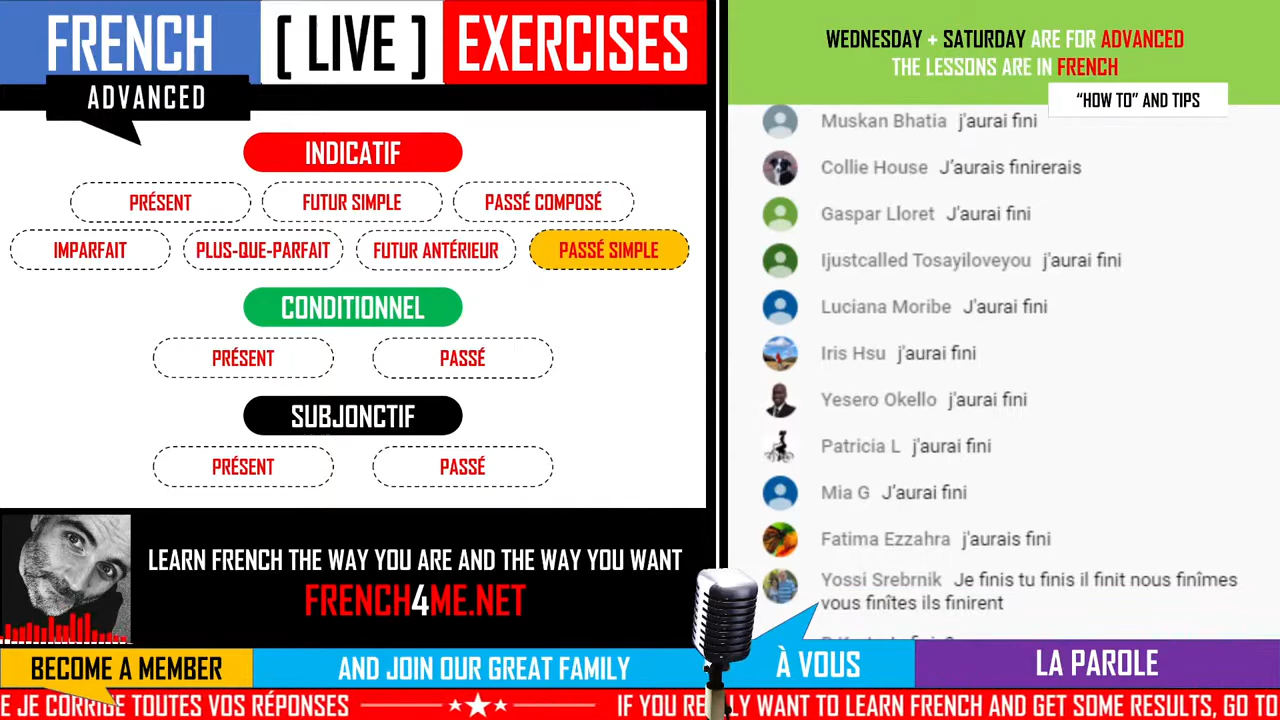 FRENCH [ LIVE ] EXERCISES
ADVANCED
INDICATIF
PRÉSENT FUTUR SIMPLE PASSÉ COMPOSÉ
IMPARFAIT PLUS-QUE-PARFAIT FUTUR ANTÉRIEUR PASSÉ SIMPLE
CONDITIONNEL
PRÉSENT PASSÉ
SUBJONCTIF
PRÉSENT PASSÉ
LEARN FRENCH THE WAY YOU ARE AND THE WAY YOU WANT
FRENCH4ME.NET
WEDNESDAY + SATURDAY ARE FOR ADVANCED
THE LESSONS ARE IN FRENCH
“HOW TO” AND TIPS
Muskan Bhatia j'aurai fini
Collie House J'aurais finirerais
Gaspar Lloret J'aurai fini
Ijustcalled Tosayiloveyou j'aurai fini
Luciana Moribe J'aurai fini
Iris Hsu j'aurai fini
Yesero Okello j'aurai fini
Patricia L j'aurai fini
Mia G J'aurai fini
Fatima Ezzahra j'aurais fini
Yossi Srebrnik Je finis tu finis il finit nous finîmes
vous finîtes ils finirent
BECOME A MEMBER AND JOIN OUR GREAT FAMILY À VOUS LA PAROLE
E JE CORRIGE TOUTES VOS RÉPONSES IF YOU REALLY WANT TO LEARN FRENCH AND GET SOME RESULTS, GO TO